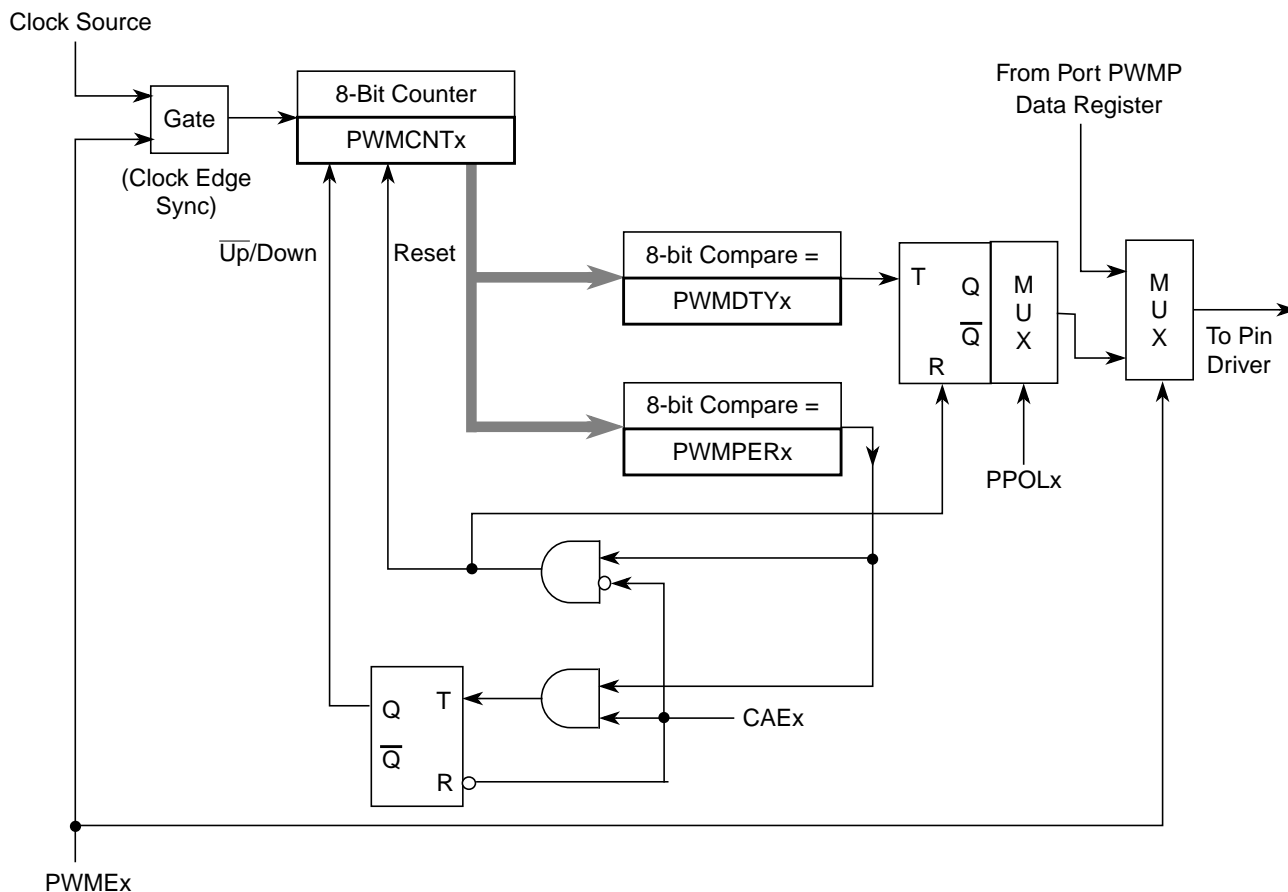 Clock Source
Gate
(Clock Edge
Sync)
8-Bit Counter
PWMCNTx
U̅p̅/Down
Reset
From Port PWMP
Data Register
8-bit Compare =
PWMDTYx
T
Q
Q̅
R
M
U
X
M
U
X
To Pin
Driver
8-bit Compare =
PWMPERx
PPOLx
Q
T
Q̅
R
CAEx
PWMEx